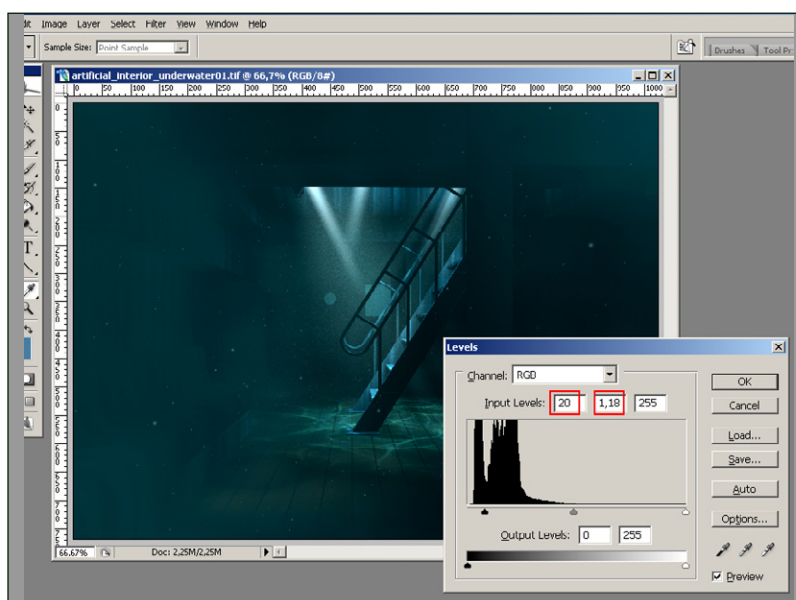 dit Image Layer Select Filter View Window Help
Sample Size: Point Sample
Brushes Tool Pr
artificial_interior_underwater01.tif @ 66,7% (RGB/8#)
0 50 100 150 200 250 300 350 400 450 500 550 600 650 700 750 800 850 900 950 1000
66.67% Doc: 2,25M/2,25M
Levels
Channel: RGB
OK
Input Levels: 20 1,18 255
Cancel
Load...
Save...
Auto
Options...
Output Levels: 0 255
Preview